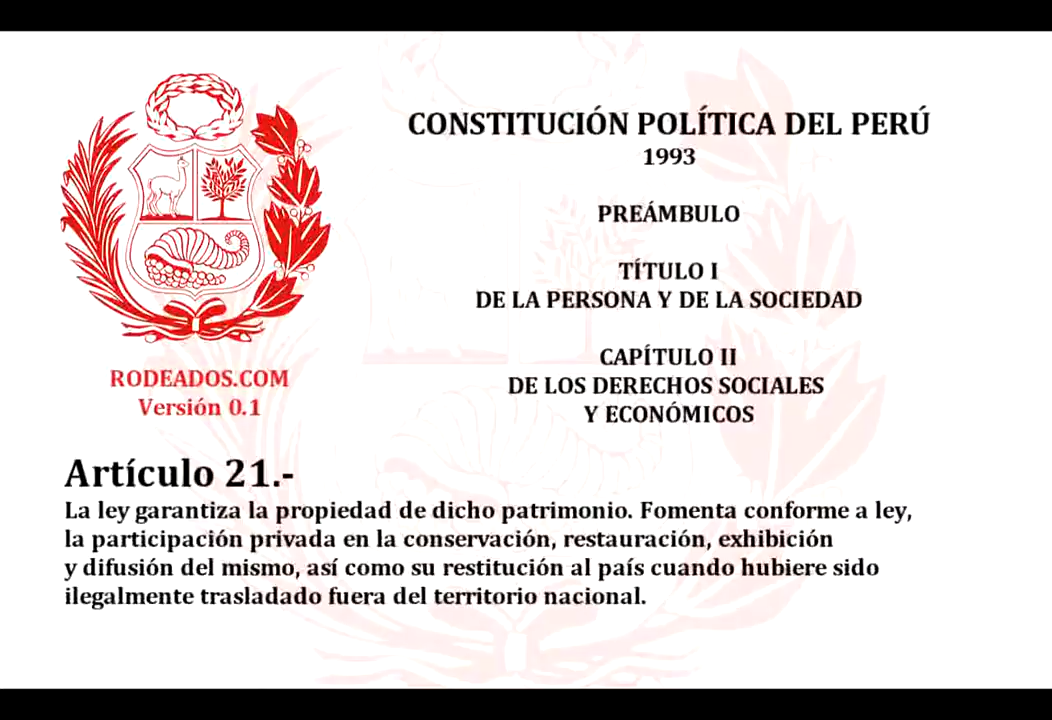 CONSTITUCIÓN POLÍTICA DEL PERÚ
1993
PREÁMBULO
TÍTULO I
DE LA PERSONA Y DE LA SOCIEDAD
CAPÍTULO II
DE LOS DERECHOS SOCIALES
Y ECONÓMICOS
RODEADOS.COM
Versión 0.1
Artículo 21.-
La ley garantiza la propiedad de dicho patrimonio. Fomenta conforme a ley,
la participación privada en la conservación, restauración, exhibición
y difusión del mismo, así como su restitución al país cuando hubiere sido
ilegalmente trasladado fuera del territorio nacional.